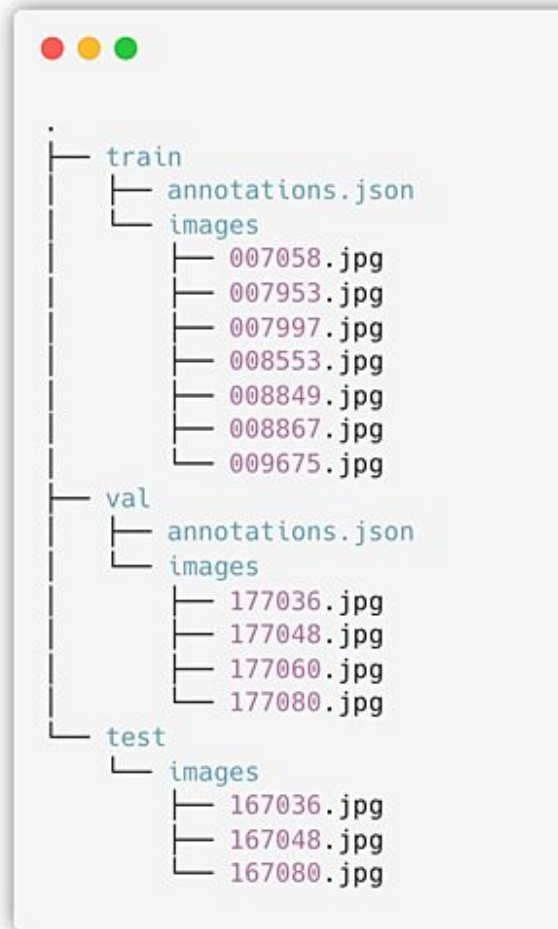 .
├── train
│   ├── annotations.json
│   └── images
│       ├── 007058.jpg
│       ├── 007953.jpg
│       ├── 007997.jpg
│       ├── 008553.jpg
│       ├── 008849.jpg
│       ├── 008867.jpg
│       └── 009675.jpg
├── val
│   ├── annotations.json
│   └── images
│       ├── 177036.jpg
│       ├── 177048.jpg
│       ├── 177060.jpg
│       └── 177080.jpg
└── test
    └── images
        ├── 167036.jpg
        ├── 167048.jpg
        └── 167080.jpg